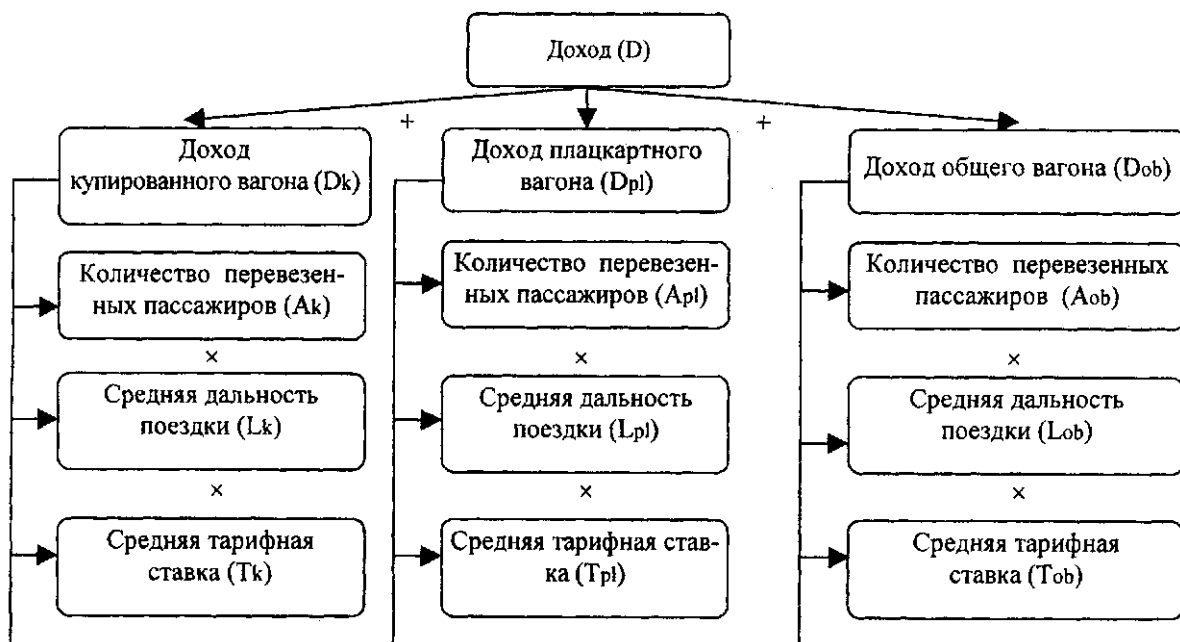 Доход (D)
+
+
Доход
купированного вагона (Dk)
Доход плацкартного
вагона (Dpl)
Доход общего вагона (Dob)
Количество перевезен-
ных пассажиров (Ak)
Количество перевезен-
ных пассажиров (Apl)
Количество перевезенных
пассажиров (Aob)
×
×
×
Средняя дальность
поездки (Lk)
Средняя дальность
поездки (Lpl)
Средняя дальность
поездки (Lob)
×
×
×
Средняя тарифная
ставка (Tk)
Средняя тарифная став-
ка (Tpl)
Средняя тарифная
ставка (Tob)